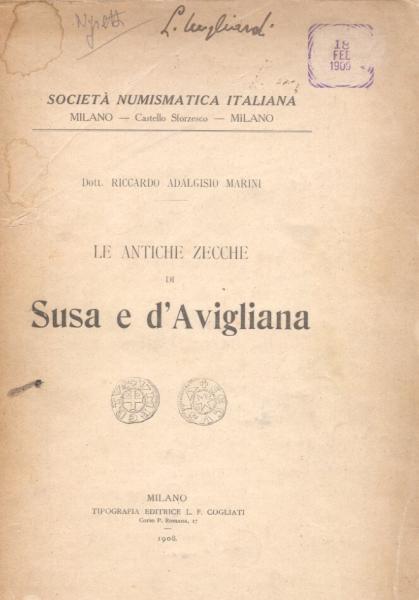 18
FEB
1909
SOCIETÀ NUMISMATICA ITALIANA
MILANO — Castello Sforzesco — MILANO
Dott. RICCARDO ADALGISIO MARINI
LE ANTICHE ZECCHE
DI
Susa e d'Avigliana
MILANO
TIPOGRAFIA EDITRICE L. F. COGLIATI
Corso P. Romana, 17
1908.